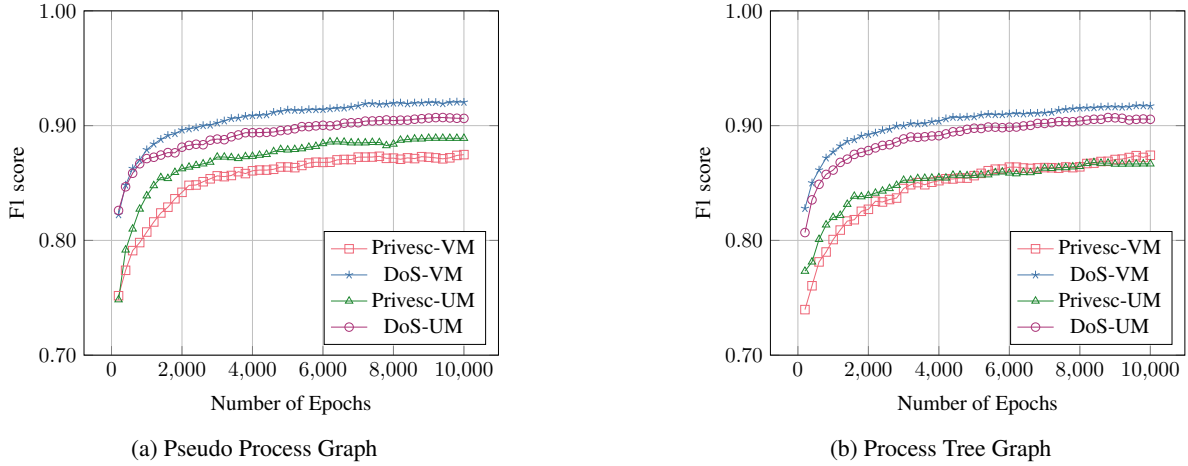 1.00
0.90
0.80
0.70
F1 score
0
2,000
4,000
6,000
8,000
10,000
Number of Epochs
Privesc-VM
DoS-VM
Privesc-UM
DoS-UM
(a) Pseudo Process Graph
1.00
0.90
0.80
0.70
F1 score
0
2,000
4,000
6,000
8,000
10,000
Number of Epochs
Privesc-VM
DoS-VM
Privesc-UM
DoS-UM
(b) Process Tree Graph